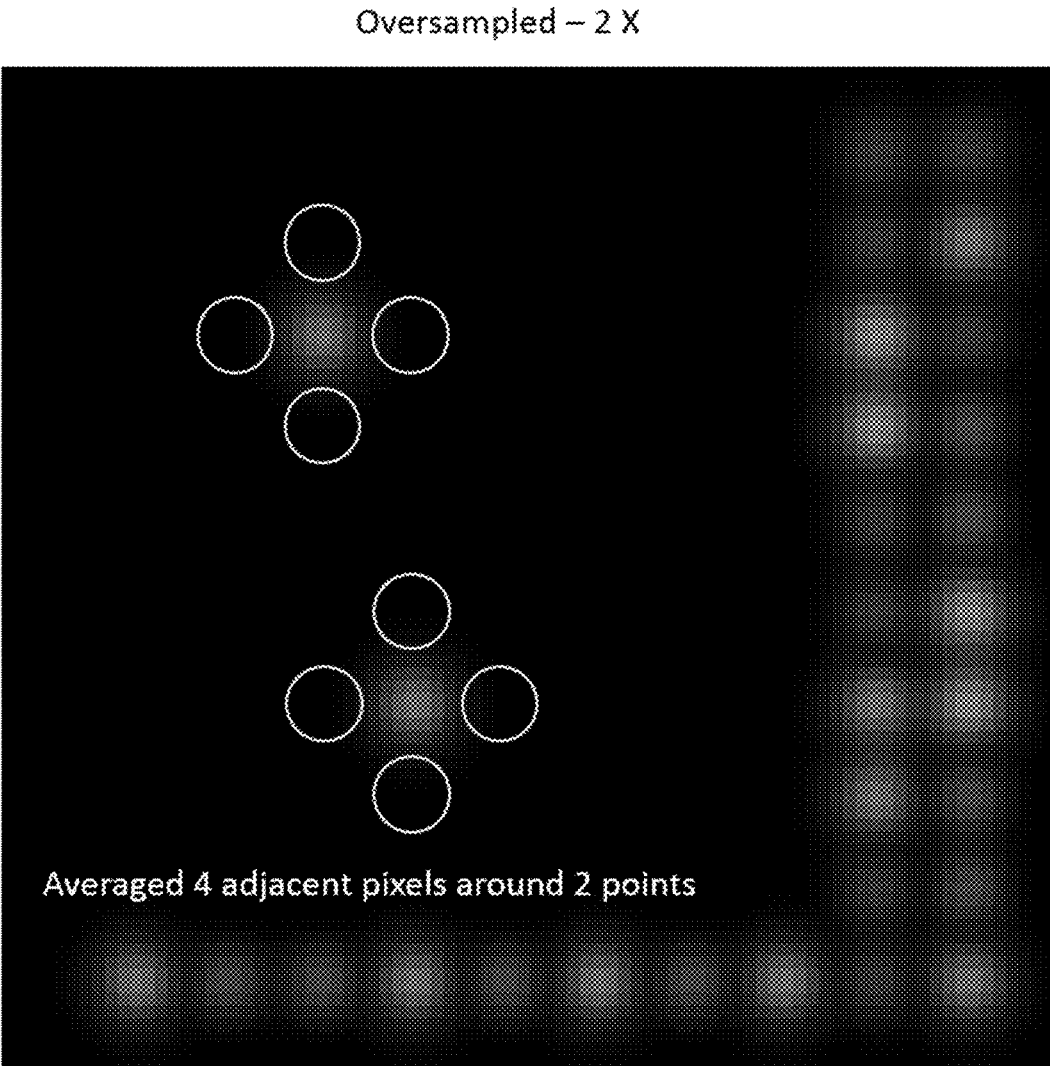 Oversampled – 2 X
Averaged 4 adjacent pixels around 2 points